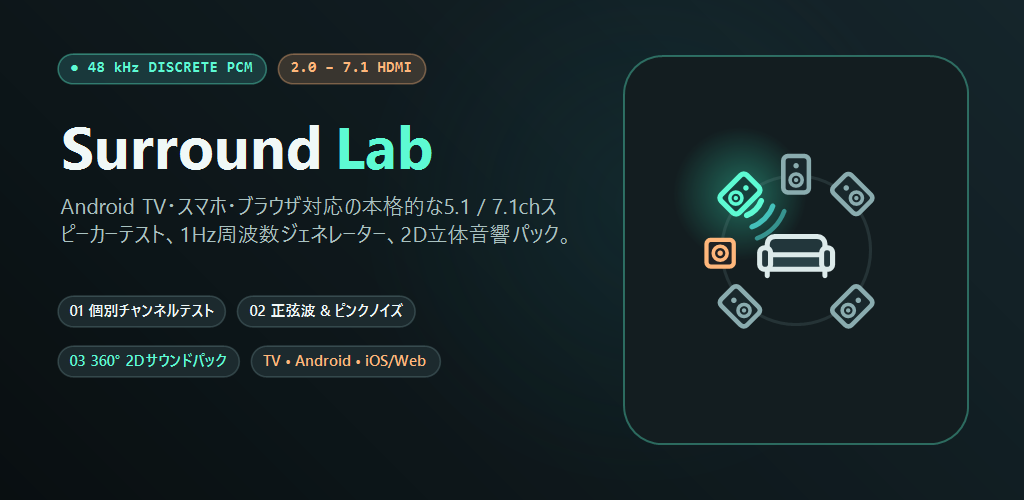 ● 48 kHz DISCRETE PCM
2.0 – 7.1 HDMI
Surround Lab
Android TV・スマホ・ブラウザ対応の本格的な5.1 / 7.1chス
ピーカーテスト、1Hz周波数ジェネレーター、2D立体音響パック。
01 個別チャンネルテスト
02 正弦波 & ピンクノイズ
03 360° 2Dサウンドパック
TV • Android • iOS/Web